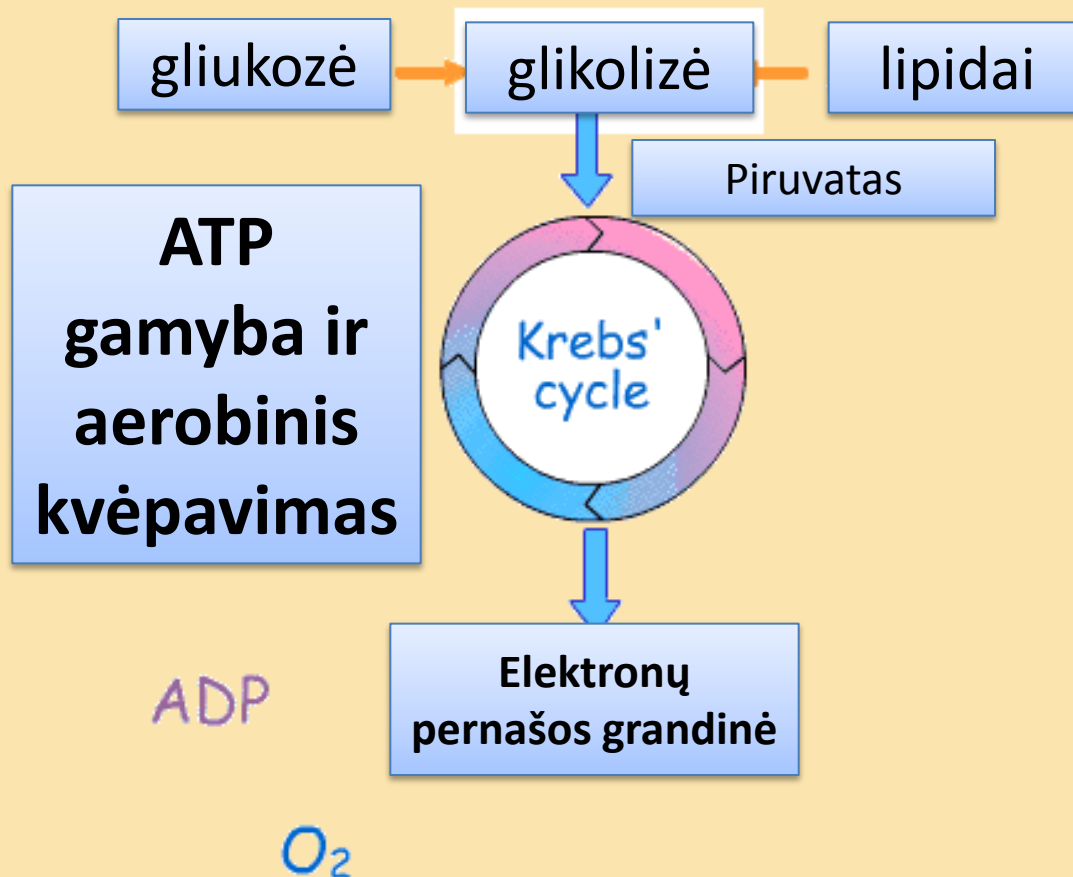 gliukozė
glikolizė
lipidai
Piruvatas
ATP
gamyba ir
aerobinis
kvėpavimas
Krebs'
cycle
Elektronų
pernašos grandinė
ADP
O₂